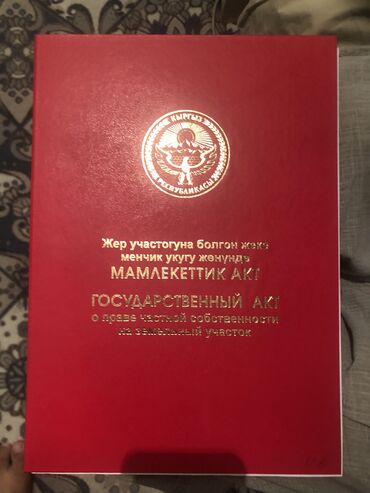 КЫРГЫЗ
РЕСПУБЛИКАСЫ
Жер участогуна болгон жеке
менчик укугу жөнүндө
МАМЛЕКЕТТИК АКТ
ГОСУДАРСТВЕННЫЙ АКТ
о праве частной собственности
на земельный участок